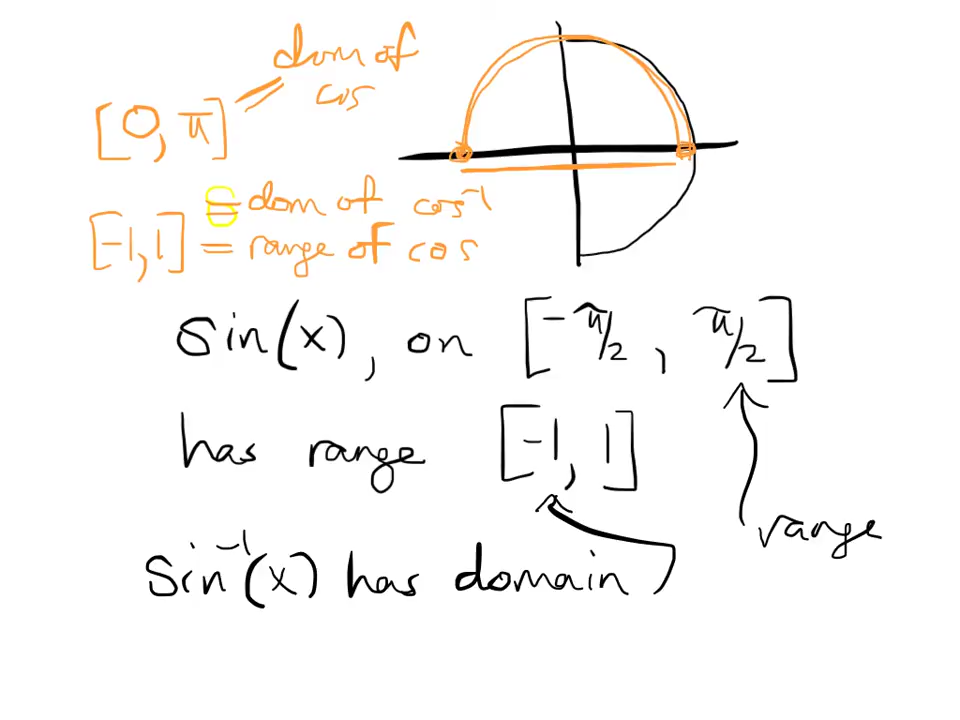 dom of
cos
[0, π] =
= dom of cos⁻¹
[-1, 1] = range of cos
sin(x), on [-π/2, π/2]
has range [-1, 1]
range
sin⁻¹(x) has domain